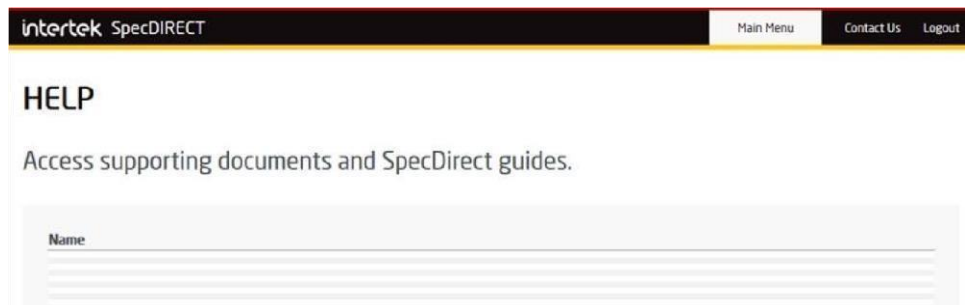 intertek SpecDIRECT Main Menu Contact Us Logout
HELP
Access supporting documents and SpecDirect guides.
Name